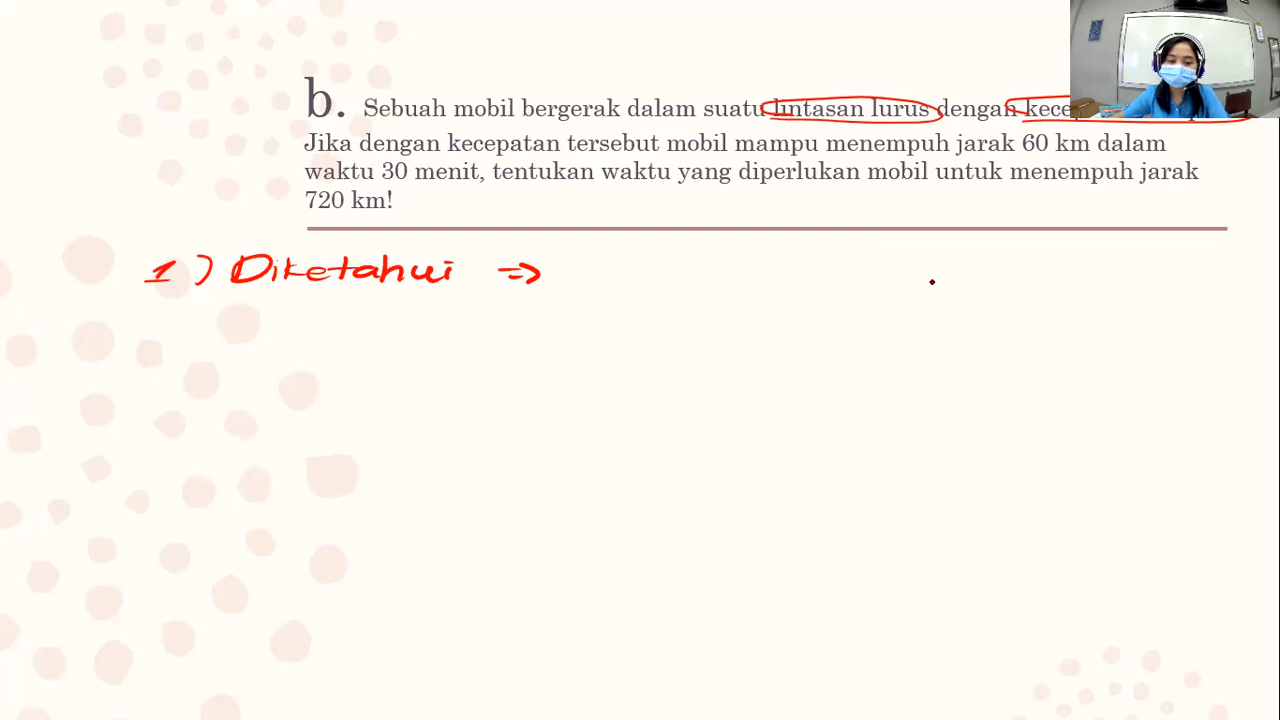 b. Sebuah mobil bergerak dalam suatu lintasan lurus dengan
Jika dengan kecepatan tersebut mobil mampu menempuh jarak 60 km dalam
waktu 30 menit, tentukan waktu yang diperlukan mobil untuk menempuh jarak
720 km!
1) Diketahui ⇒